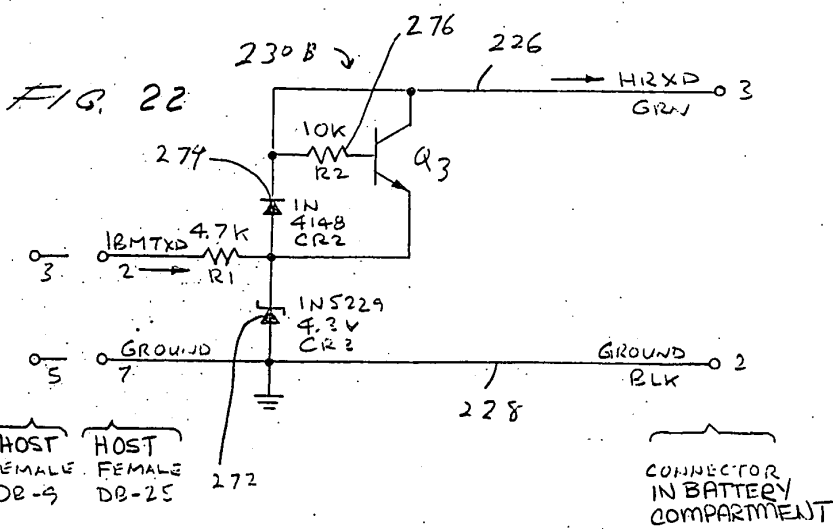 FIG. 22
230B
276
226
HRXD
GRN
3
10K
R2
Q3
274
IN
4148
CR2
IBMTXD
4.7K
R1
3
2
IN5229
4.3V
CR3
GROUND
5
7
GROUND
BLK
2
228
272
HOST
FEMALE
DB-9
HOST
FEMALE
DB-25
CONNECTOR
IN BATTERY
COMPARTMENT